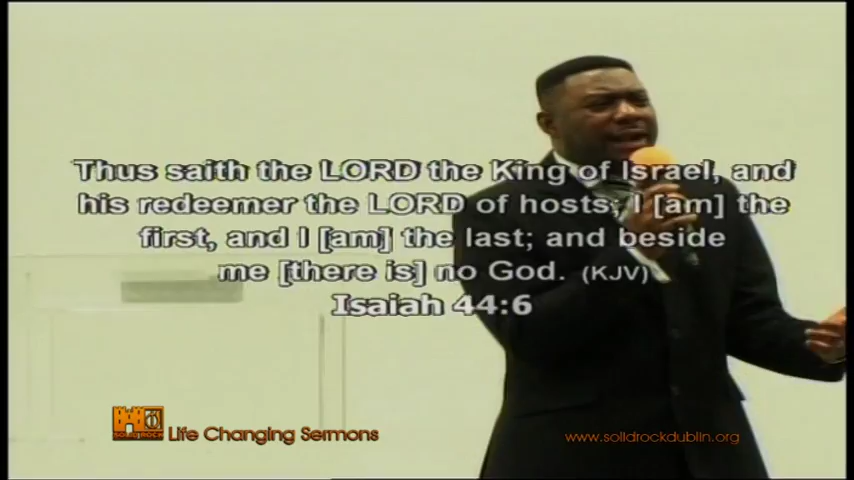 Thus saith the LORD the King of Israel, and
his redeemer the LORD of hosts; I [am] the
first, and I [am] the last; and beside
me [there is] no God. (KJV)
Isaiah 44:6
SOLID ROCK
Life Changing Sermons
www.solidrockdublin.org